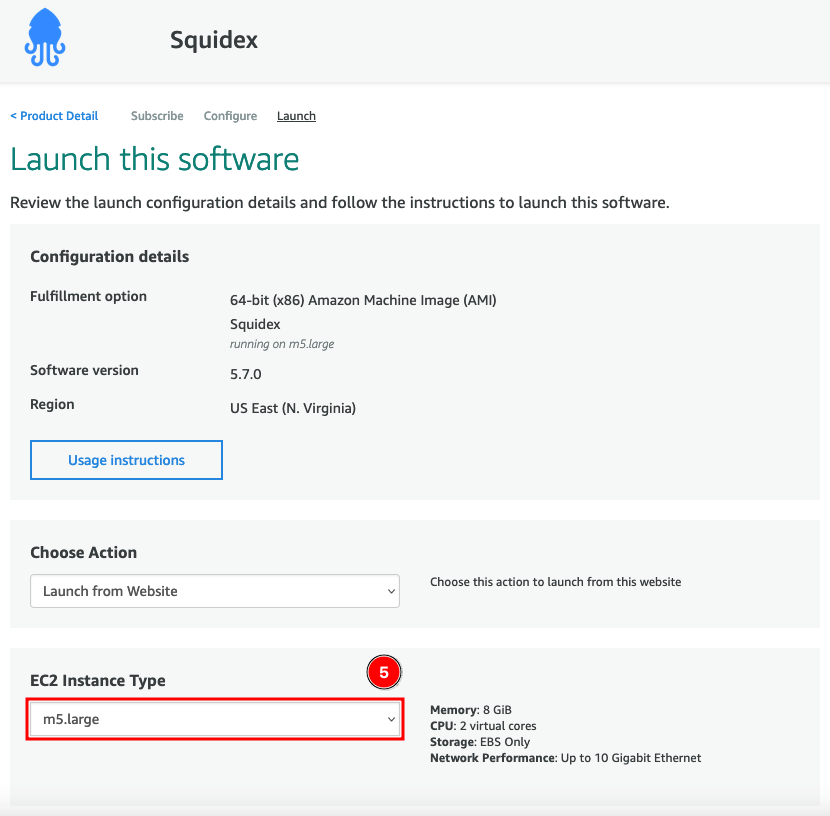 Squidex
< Product Detail Subscribe Configure Launch
Launch this software
Review the launch configuration details and follow the instructions to launch this software.
Configuration details
Fulfillment option
64-bit (x86) Amazon Machine Image (AMI)
Squidex
running on m5.large
Software version
5.7.0
Region
US East (N. Virginia)
Usage instructions
Choose Action
Launch from Website
Choose this action to launch from this website
EC2 Instance Type
5
m5.large
Memory: 8 GiB
CPU: 2 virtual cores
Storage: EBS Only
Network Performance: Up to 10 Gigabit Ethernet